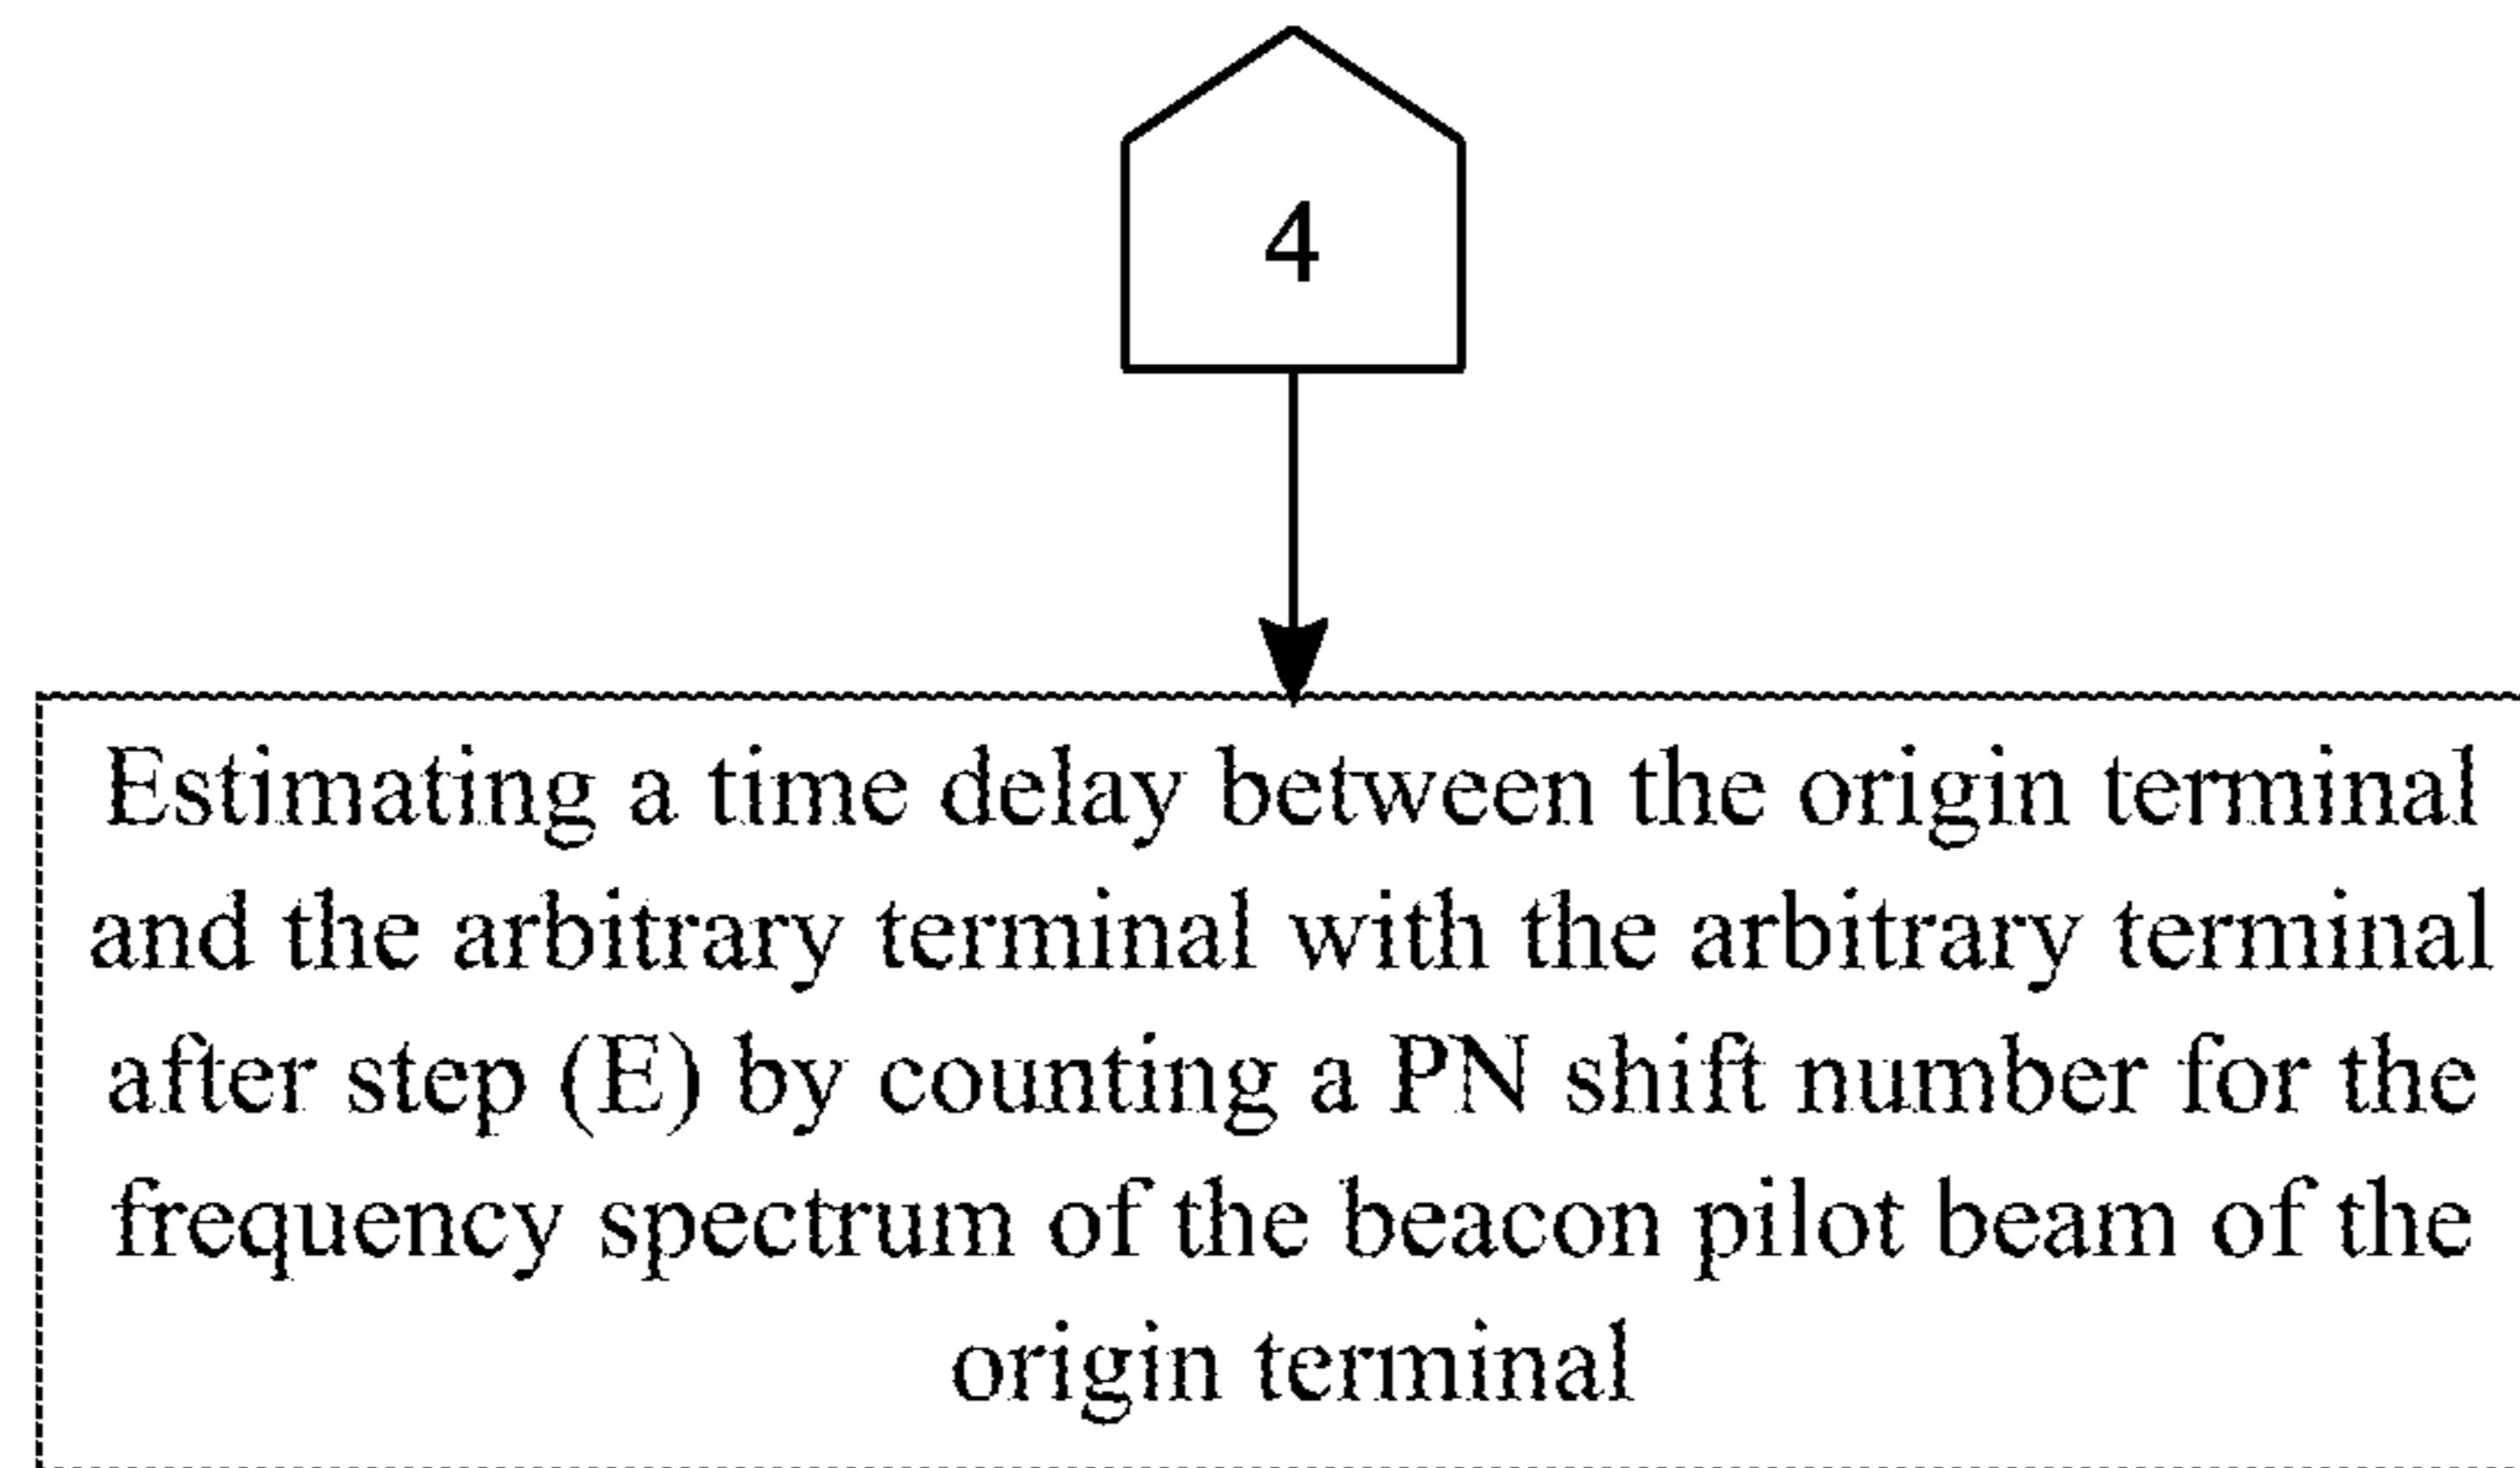 4
Estimating a time delay between the origin terminal
and the arbitrary terminal with the arbitrary terminal
after step (E) by counting a PN shift number for the
frequency spectrum of the beacon pilot beam of the
origin terminal